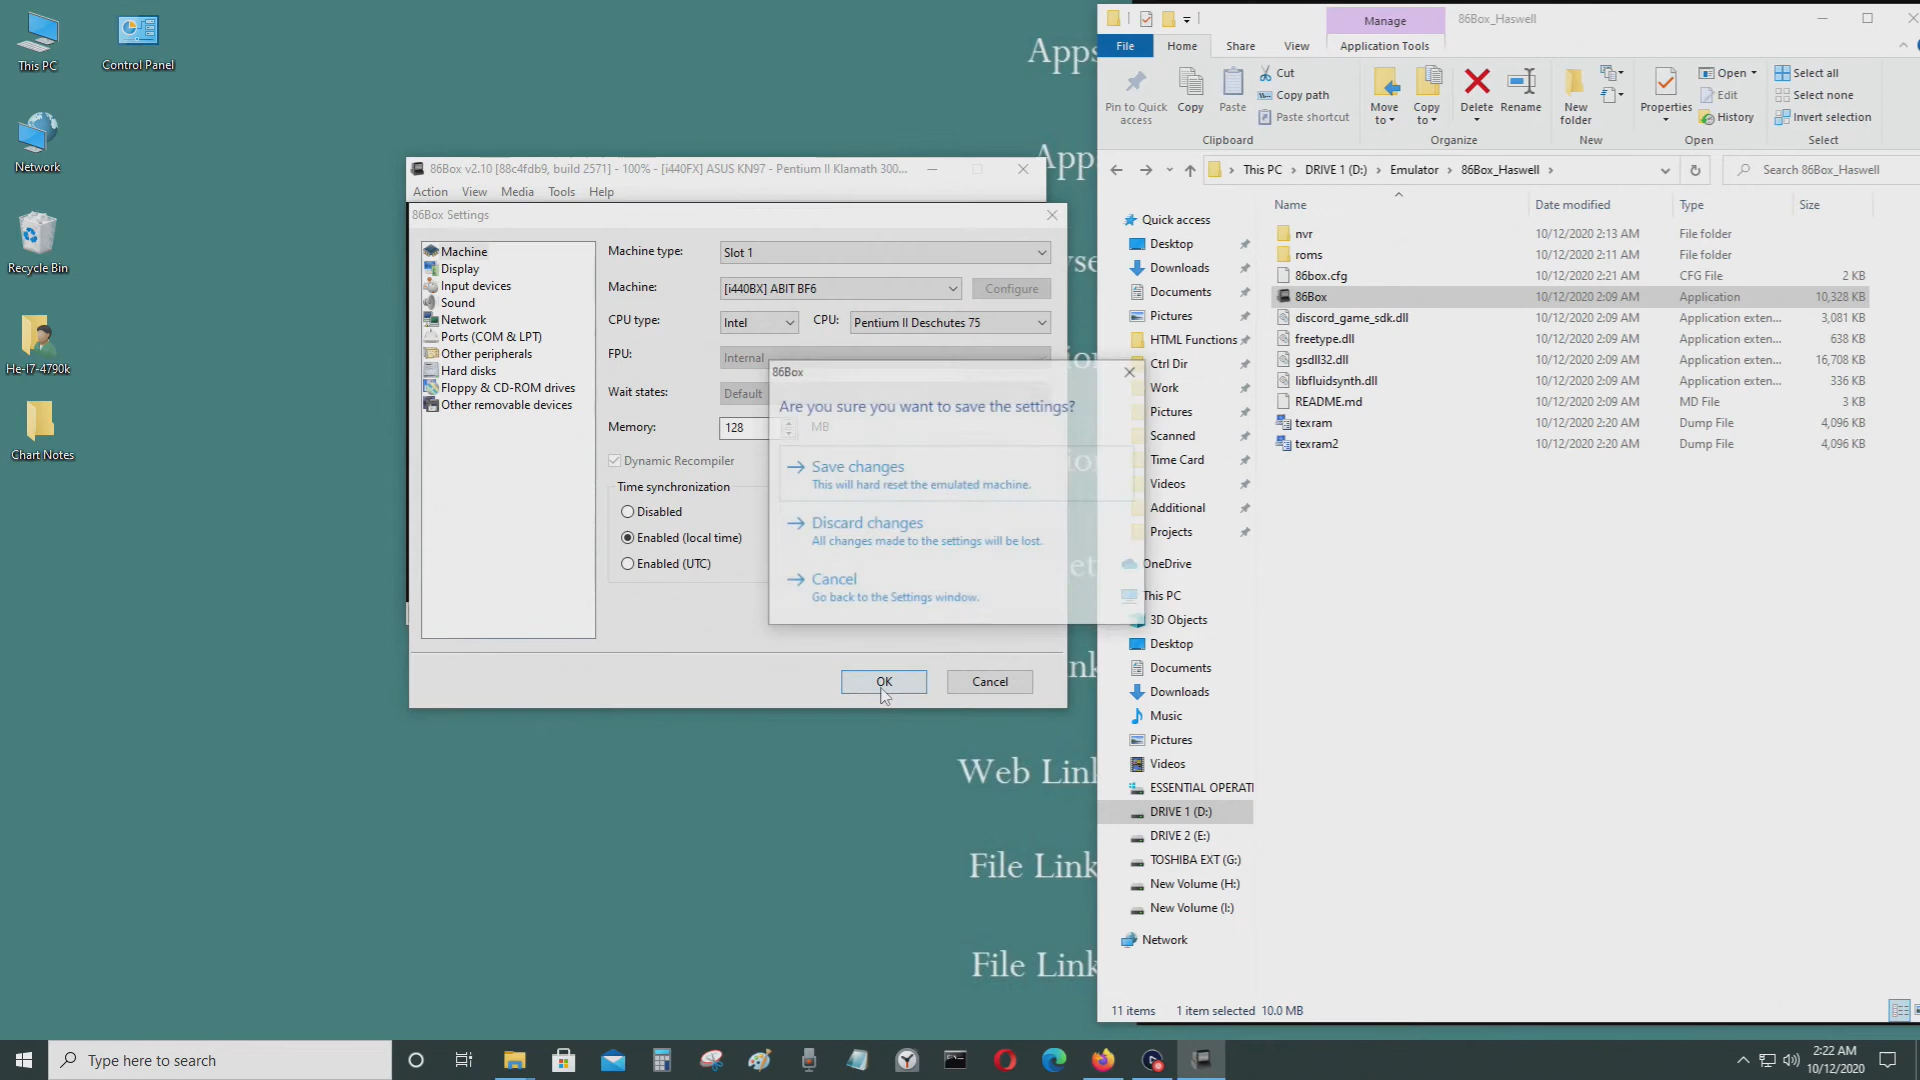 This PC
Control Panel
Network
Recycle Bin
He-I7-4790k
Chart Notes
Apps
App
Web Link
File Link
File Link
86Box v2.10 [88c4fdb9, build 2571] - 100% - [i440FX] ASUS KN97 - Pentium II Klamath 300...
Action View Media Tools Help
86Box Settings
Machine
Display
Input devices
Sound
Network
Ports (COM & LPT)
Other peripherals
Hard disks
Floppy & CD-ROM drives
Other removable devices
Machine type: Slot 1
Machine: [i440BX] ABIT BF6 Configure
CPU type: Intel CPU: Pentium II Deschutes 75
FPU: Internal
Wait states: Default
Memory: 128 MB
Dynamic Recompiler
Time synchronization
Disabled
Enabled (local time)
Enabled (UTC)
OK Cancel
86Box
Are you sure you want to save the settings?
Save changes
This will hard reset the emulated machine.
Discard changes
All changes made to the settings will be lost.
Cancel
Go back to the Settings window.
Manage 86Box_Haswell
File Home Share View Application Tools
Pin to Quick access
Copy
Paste
Cut
Copy path
Paste shortcut
Clipboard
Move to
Copy to
Delete
Rename
Organize
New folder
New
Properties
Open
Edit
History
Open
Select all
Select none
Invert selection
Select
This PC DRIVE 1 (D:) Emulator 86Box_Haswell
Search 86Box_Haswell
Quick access
Desktop
Downloads
Documents
Pictures
HTML Functions
Ctrl Dir
Work
Pictures
Scanned
Time Card
Videos
Additional
Projects
OneDrive
This PC
3D Objects
Desktop
Documents
Downloads
Music
Pictures
Videos
ESSENTIAL OPERATI
DRIVE 1 (D:)
DRIVE 2 (E:)
TOSHIBA EXT (G:)
New Volume (H:)
New Volume (I:)
Network
Name Date modified Type Size
nvr 10/12/2020 2:13 AM File folder
roms 10/12/2020 2:11 AM File folder
86box.cfg 10/12/2020 2:21 AM CFG File 2 KB
86Box 10/12/2020 2:09 AM Application 10,328 KB
discord_game_sdk.dll 10/12/2020 2:09 AM Application exten... 3,081 KB
freetype.dll 10/12/2020 2:09 AM Application exten... 638 KB
gsdll32.dll 10/12/2020 2:09 AM Application exten... 16,708 KB
libfluidsynth.dll 10/12/2020 2:09 AM Application exten... 336 KB
README.md 10/12/2020 2:09 AM MD File 3 KB
texram 10/12/2020 2:20 AM Dump File 4,096 KB
texram2 10/12/2020 2:20 AM Dump File 4,096 KB
11 items 1 item selected 10.0 MB
Type here to search
2:22 AM
10/12/2020